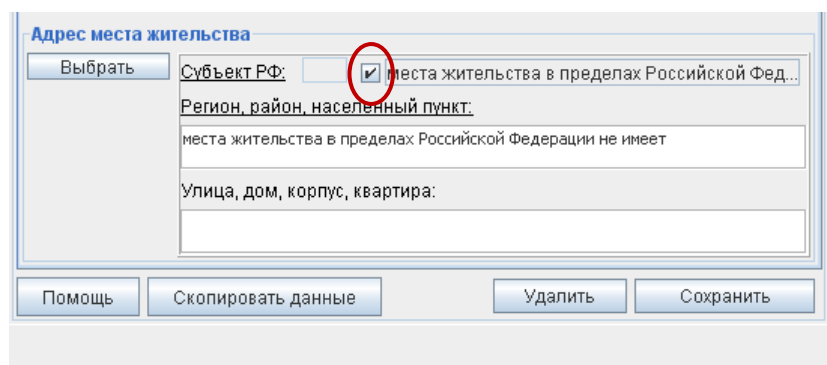 Адрес места жительства
Выбрать
Субъект РФ: места жительства в пределах Российской Фед...
Регион, район, населенный пункт:
места жительства в пределах Российской Федерации не имеет
Улица, дом, корпус, квартира:
Помощь Скопировать данные Удалить Сохранить